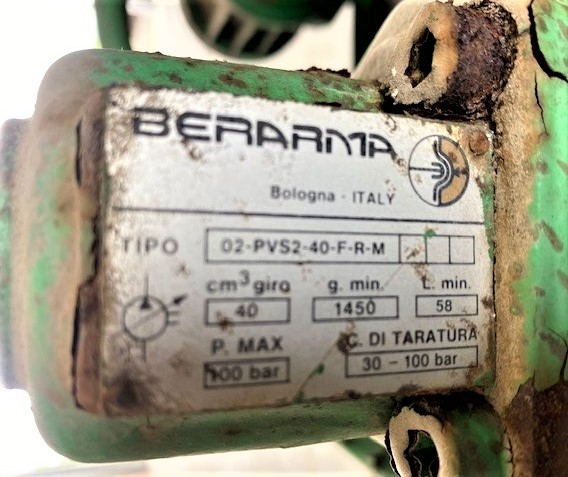 BERARMA
Bologna - ITALY
TIPO 02-PVS2-40-F-R-M
cm³giro g. min. L. min.
40 1450 58
P. MAX C. DI TARATURA
100 bar 30 - 100 bar